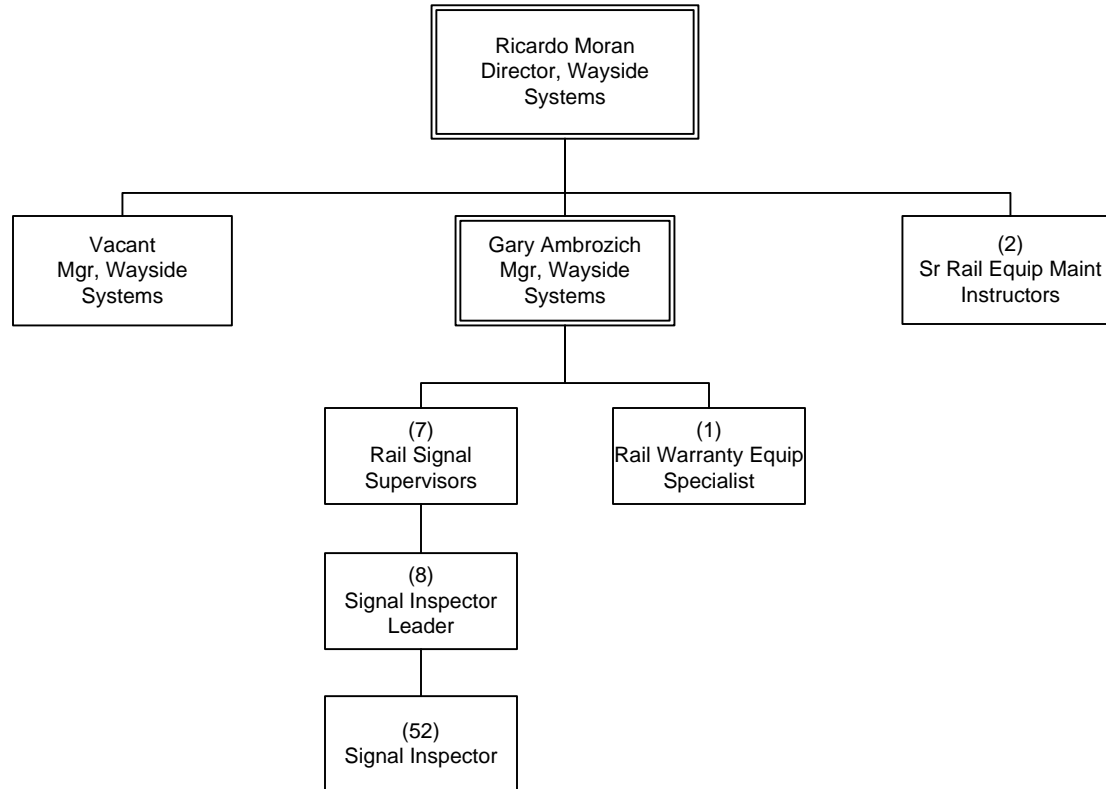 Ricardo Moran
Director, Wayside
Systems
Vacant
Mgr, Wayside
Systems
Gary Ambrozich
Mgr, Wayside
Systems
(2)
Sr Rail Equip Maint
Instructors
(7)
Rail Signal
Supervisors
(1)
Rail Warranty Equip
Specialist
(8)
Signal Inspector
Leader
(52)
Signal Inspector